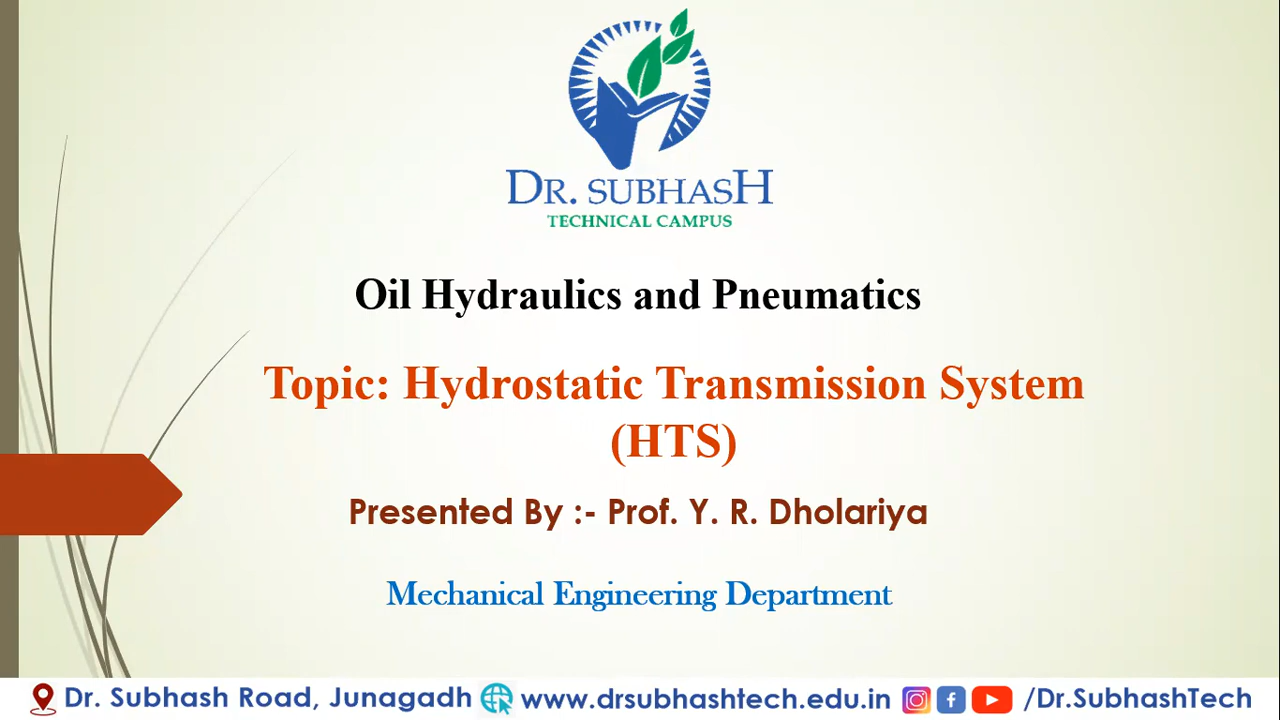 DR. SUBHASH
TECHNICAL CAMPUS
Oil Hydraulics and Pneumatics
Topic: Hydrostatic Transmission System
(HTS)
Presented By :- Prof. Y. R. Dholariya
Mechanical Engineering Department
Dr. Subhash Road, Junagadh www.drsubhashtech.edu.in /Dr.SubhashTech